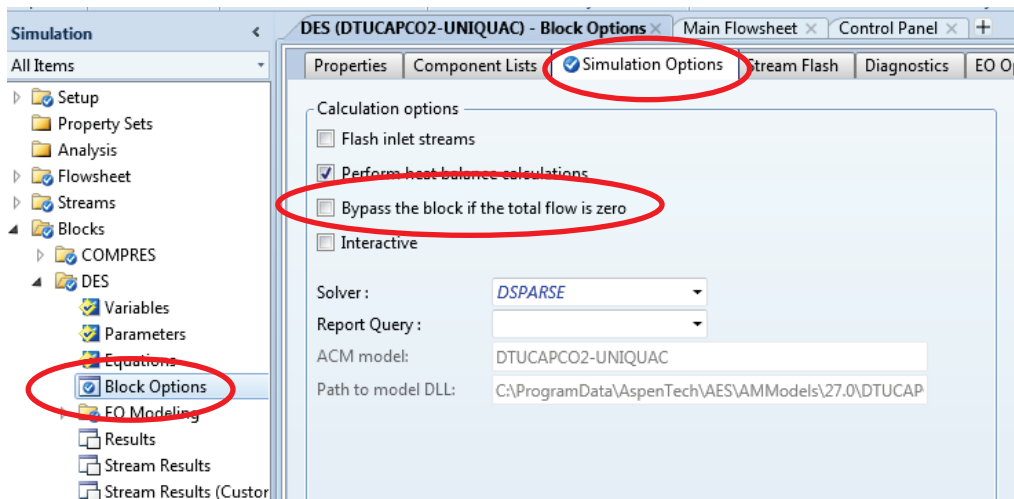 Simulation
All Items
Setup
Property Sets
Analysis
Flowsheet
Streams
Blocks
COMPRES
DES
Variables
Parameters
Equations
Block Options
EO Modeling
Results
Stream Results
Stream Results (Custor
DES (DTUCAPCO2-UNIQUAC) - Block Options Main Flowsheet Control Panel +
Properties Component Lists Simulation Options Stream Flash Diagnostics EO Op
Calculation options
Flash inlet streams
Perform heat balance calculations
Bypass the block if the total flow is zero
Interactive
Solver : DSPARSE
Report Query :
ACM model: DTUCAPCO2-UNIQUAC
Path to model DLL: C:\ProgramData\AspenTech\AES\AMModels\27.0\DTUCAP